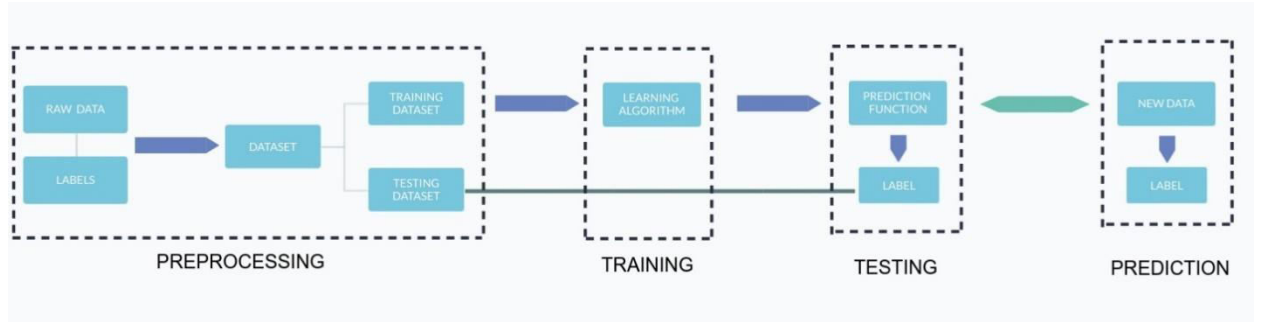 RAW DATA
LABELS
DATASET
TRAINING
DATASET
TESTING
DATASET
PREPROCESSING
LEARNING
ALGORITHM
TRAINING
PREDICTION
FUNCTION
LABEL
TESTING
NEW DATA
LABEL
PREDICTION